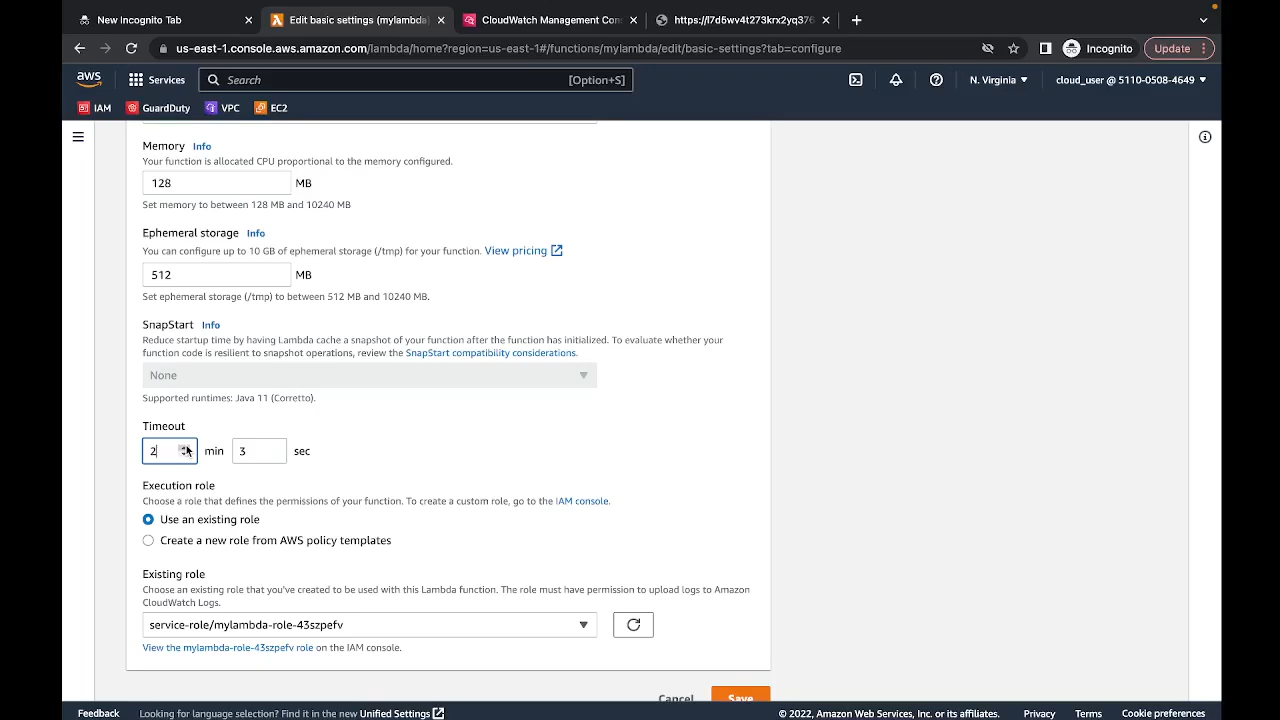 New Incognito Tab
Edit basic settings (mylambda)
CloudWatch Management Con
https://l7d5wv4t273krx2yq376
us-east-1.console.aws.amazon.com/lambda/home?region=us-east-1#/functions/mylambda/edit/basic-settings?tab=configure
Incognito
Update
aws
Services
Search
[Option+S]
N. Virginia
cloud_user @ 5110-0508-4649
IAM
GuardDuty
VPC
EC2
Memory Info
Your function is allocated CPU proportional to the memory configured.
128 MB
Set memory to between 128 MB and 10240 MB
Ephemeral storage Info
You can configure up to 10 GB of ephemeral storage (/tmp) for your function. View pricing
512 MB
Set ephemeral storage (/tmp) to between 512 MB and 10240 MB.
SnapStart Info
Reduce startup time by having Lambda cache a snapshot of your function after the function has initialized. To evaluate whether your
function code is resilient to snapshot operations, review the SnapStart compatibility considerations.
None
Supported runtimes: Java 11 (Corretto).
Timeout
2 min 3 sec
Execution role
Choose a role that defines the permissions of your function. To create a custom role, go to the IAM console.
Use an existing role
Create a new role from AWS policy templates
Existing role
Choose an existing role that you've created to be used with this Lambda function. The role must have permission to upload logs to Amazon
CloudWatch Logs.
service-role/mylambda-role-43szpefv
View the mylambda-role-43szpefv role on the IAM console.
Cancel Save
Feedback
Looking for language selection? Find it in the new Unified Settings
© 2022, Amazon Web Services, Inc. or its affiliates.
Privacy
Terms
Cookie preferences